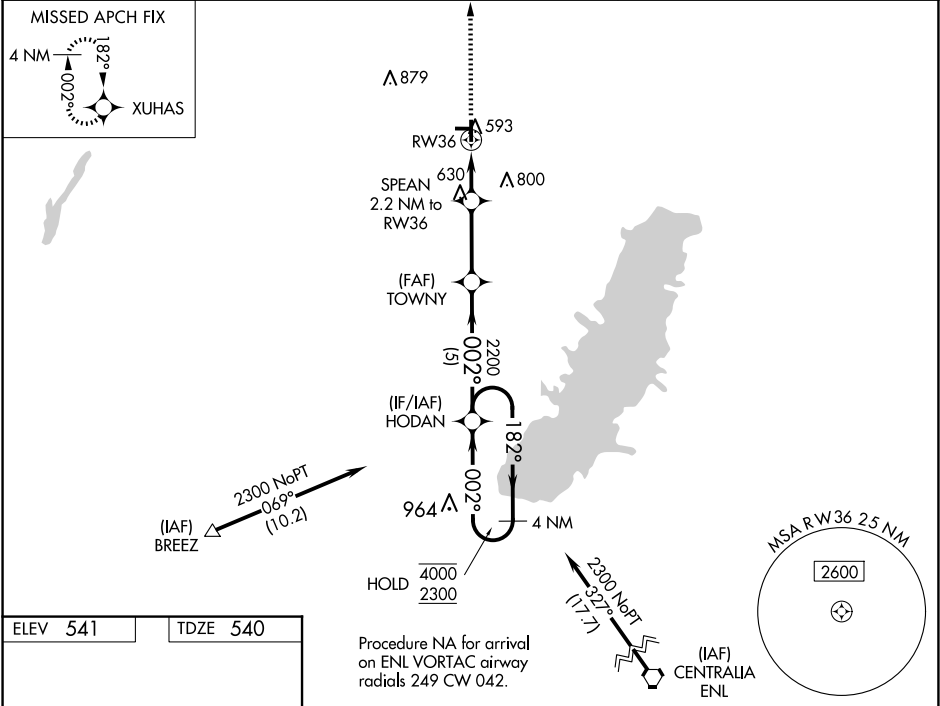 MISSED APCH FIX
4 NM
182°
002°
XUHAS
879
593
RW36
630
800
SPEAN
2.2 NM to
RW36
(FAF)
TOWNY
2200
002°
(5)
(IF/IAF)
HODAN
182°
002°
2300 NoPT
069°
(10.2)
(IAF)
BREEZ
964
4 NM
HOLD
4000
2300
2300 NoPT
327°
(17.7)
MSA RW36 25 NM
2600
ELEV 541
TDZE 540
Procedure NA for arrival
on ENL VORTAC airway
radials 249 CW 042.
(IAF)
CENTRALIA
ENL